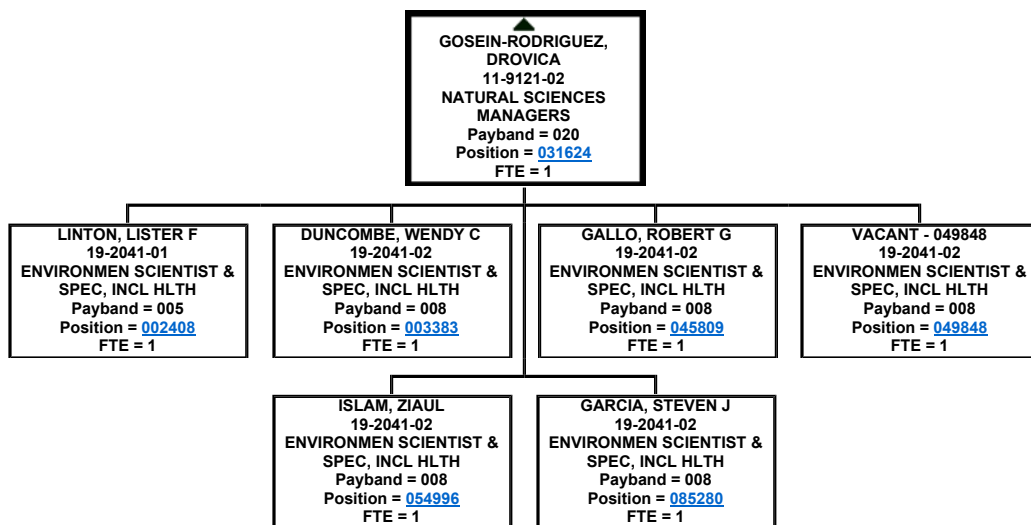 GOSEIN-RODRIGUEZ,
DROVICA
11-9121-02
NATURAL SCIENCES
MANAGERS
Payband = 020
Position = 031624
FTE = 1
LINTON, LISTER F
19-2041-01
ENVIRONMEN SCIENTIST &
SPEC, INCL HLTH
Payband = 005
Position = 002408
FTE = 1
DUNCOMBE, WENDY C
19-2041-02
ENVIRONMEN SCIENTIST &
SPEC, INCL HLTH
Payband = 008
Position = 003383
FTE = 1
GALLO, ROBERT G
19-2041-02
ENVIRONMEN SCIENTIST &
SPEC, INCL HLTH
Payband = 008
Position = 045809
FTE = 1
VACANT - 049848
19-2041-02
ENVIRONMEN SCIENTIST &
SPEC, INCL HLTH
Payband = 008
Position = 049848
FTE = 1
ISLAM, ZIAUL
19-2041-02
ENVIRONMEN SCIENTIST &
SPEC, INCL HLTH
Payband = 008
Position = 054996
FTE = 1
GARCIA, STEVEN J
19-2041-02
ENVIRONMEN SCIENTIST &
SPEC, INCL HLTH
Payband = 008
Position = 085280
FTE = 1